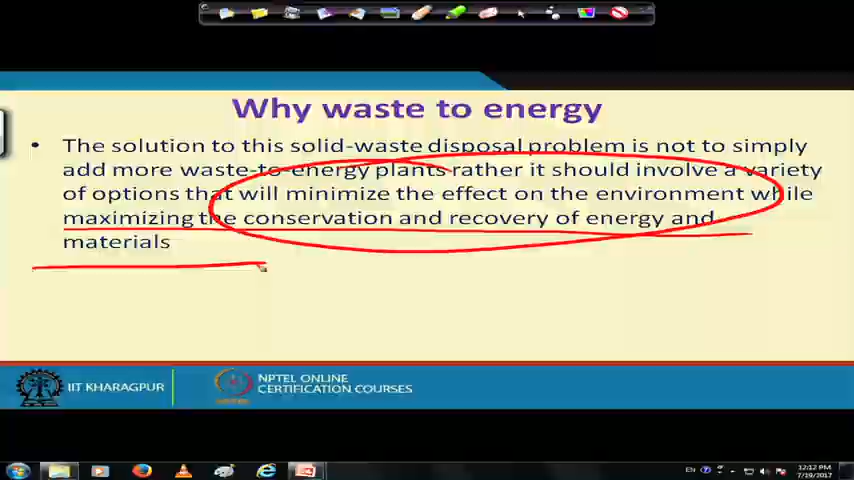 Why waste to energy
• The solution to this solid-waste disposal problem is not to simply
add more waste-to-energy plants rather it should involve a variety
of options that will minimize the effect on the environment while
maximizing the conservation and recovery of energy and
materials
IIT KHARAGPUR
NPTEL ONLINE
CERTIFICATION COURSES
EN
12:12 PM
7/19/2017